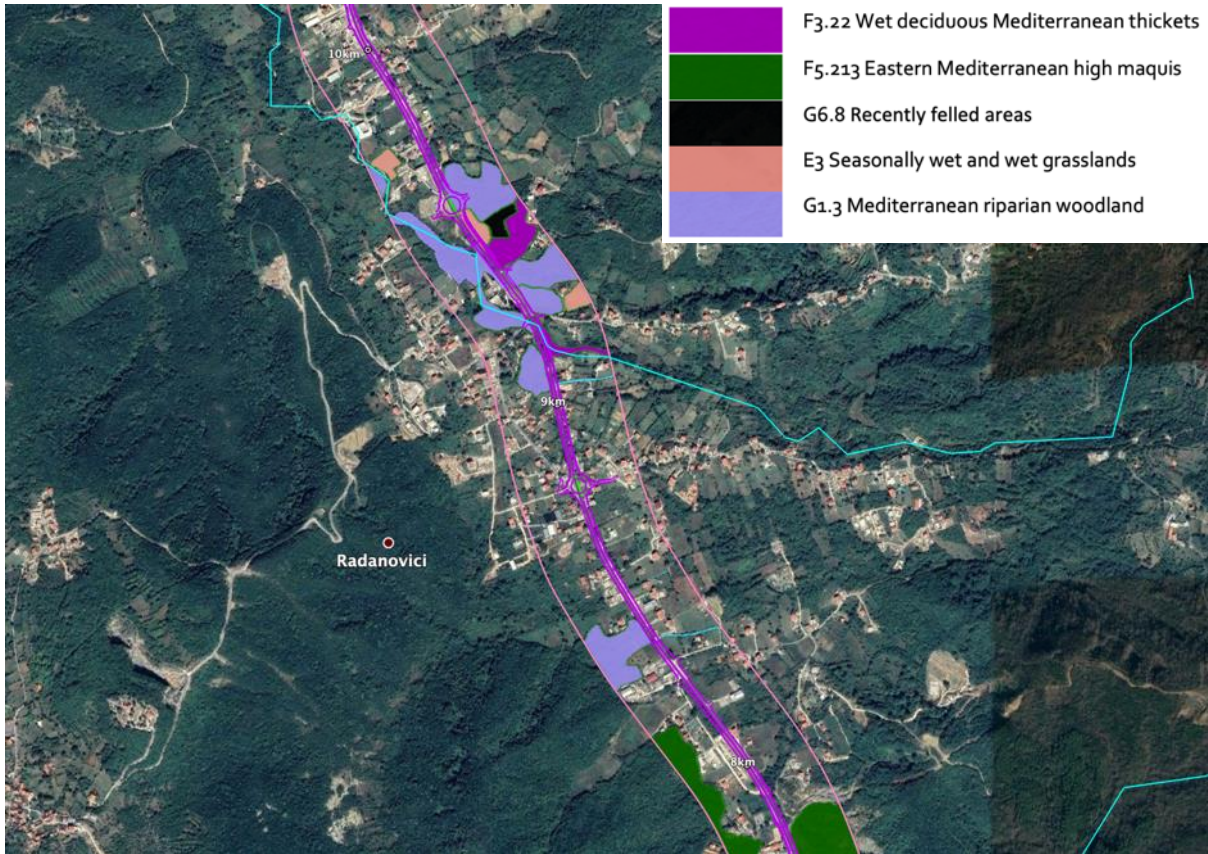 F3.22 Wet deciduous Mediterranean thickets
F5.213 Eastern Mediterranean high maquis
G6.8 Recently felled areas
E3 Seasonally wet and wet grasslands
G1.3 Mediterranean riparian woodland
10km
9km
Radanovici
8km